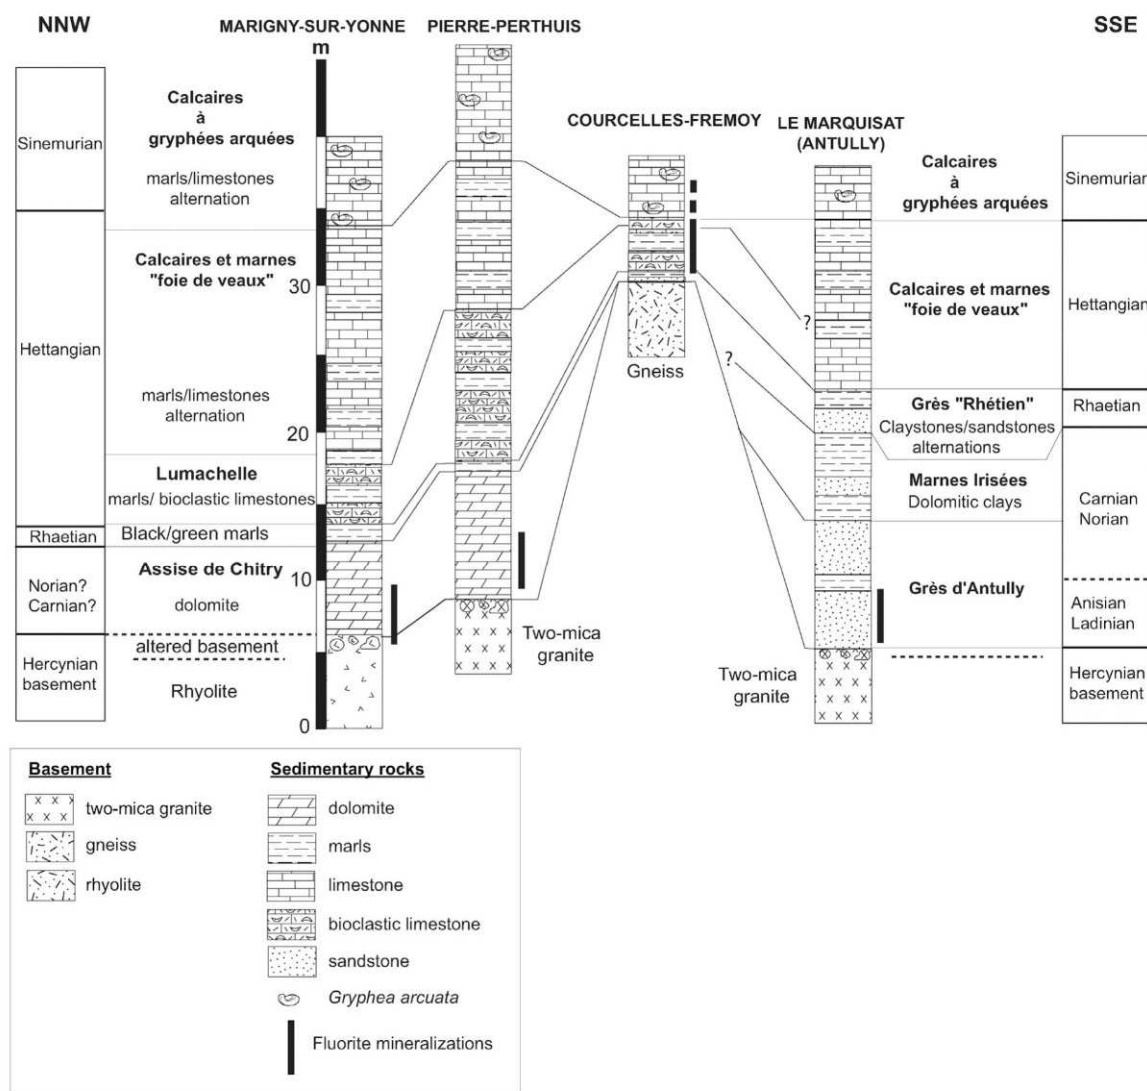 NNW
MARIGNY-SUR-YONNE
PIERRE-PERTHUIS
SSE
m
COURCELLES-FREMOY
LE MARQUISAT
(ANTULLY)
Sinemurian
Calcaires
à
gryphées arquées
marls/limestones
alternation
Calcaires
à
gryphées arquées
Sinemurian
Hettangian
Calcaires et marnes
"foie de veaux"
marls/limestones
alternation
30
20
10
0
Lumachelle
marls/ bioclastic limestones
Rhaetian
Black/green marls
Norian?
Carnian?
Assise de Chitry
dolomite
altered basement
Hercynian
basement
Rhyolite
Two-mica
granite
Gneiss
?
?
Two-mica
granite
Calcaires et marnes
"foie de veaux"
Hettangian
Grès "Rhétien"
Claystones/sandstones
alternations
Rhaetian
Marnes Irisées
Dolomitic clays
Carnian
Norian
Grès d'Antully
Anisian
Ladinian
Hercynian
basement
Basement
two-mica granite
gneiss
rhyolite
Sedimentary rocks
dolomite
marls
limestone
bioclastic limestone
sandstone
Gryphea arcuata
Fluorite mineralizations